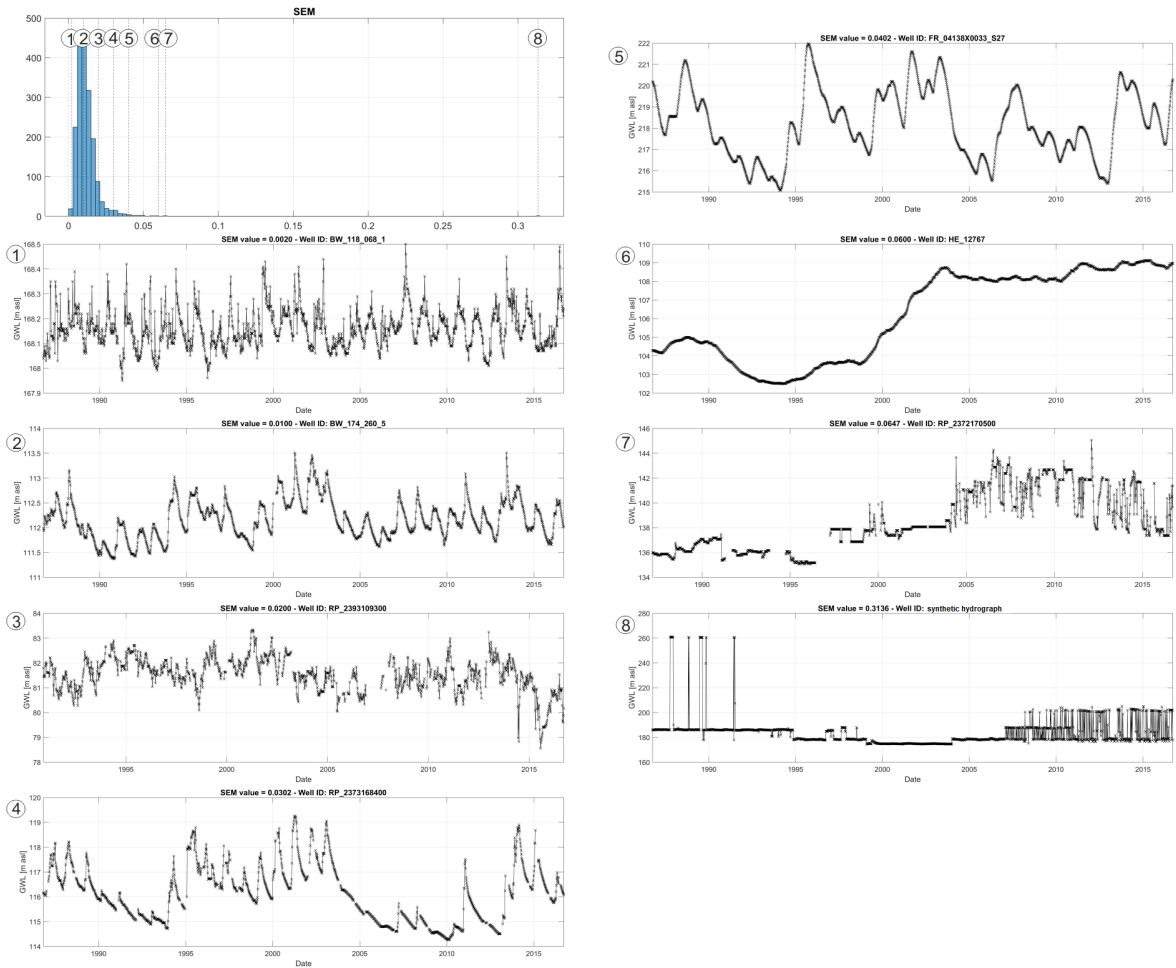 SEM
500
400
300
200
100
0
0 0.05 0.1 0.15 0.2 0.25 0.3
1 2 3 4 5 6 7 8
1
SEM value = 0.0020 - Well ID: BW_118_068_1
GWL [m asl]
168.5
168.4
168.3
168.2
168.1
168
167.9
1990 1995 2000 2005 2010 2015
Date
2
SEM value = 0.0100 - Well ID: BW_174_260_5
GWL [m asl]
114
113.5
113
112.5
112
111.5
111
1990 1995 2000 2005 2010 2015
Date
3
SEM value = 0.0200 - Well ID: RP_2393109300
GWL [m asl]
84
83
82
81
80
79
78
1995 2000 2005 2010 2015
Date
4
SEM value = 0.0302 - Well ID: RP_2373168400
GWL [m asl]
120
119
118
117
116
115
114
1990 1995 2000 2005 2010 2015
Date
5
SEM value = 0.0402 - Well ID: FR_04138X0033_S27
GWL [m asl]
222
221
220
219
218
217
216
215
1990 1995 2000 2005 2010 2015
Date
6
SEM value = 0.0600 - Well ID: HE_12767
GWL [m asl]
110
109
108
107
106
105
104
103
102
1990 1995 2000 2005 2010 2015
Date
7
SEM value = 0.0647 - Well ID: RP_2372170500
GWL [m asl]
146
144
142
140
138
136
134
1990 1995 2000 2005 2010 2015
Date
8
SEM value = 0.3136 - Well ID: synthetic hydrograph
GWL [m asl]
280
260
240
220
200
180
160
1990 1995 2000 2005 2010 2015
Date